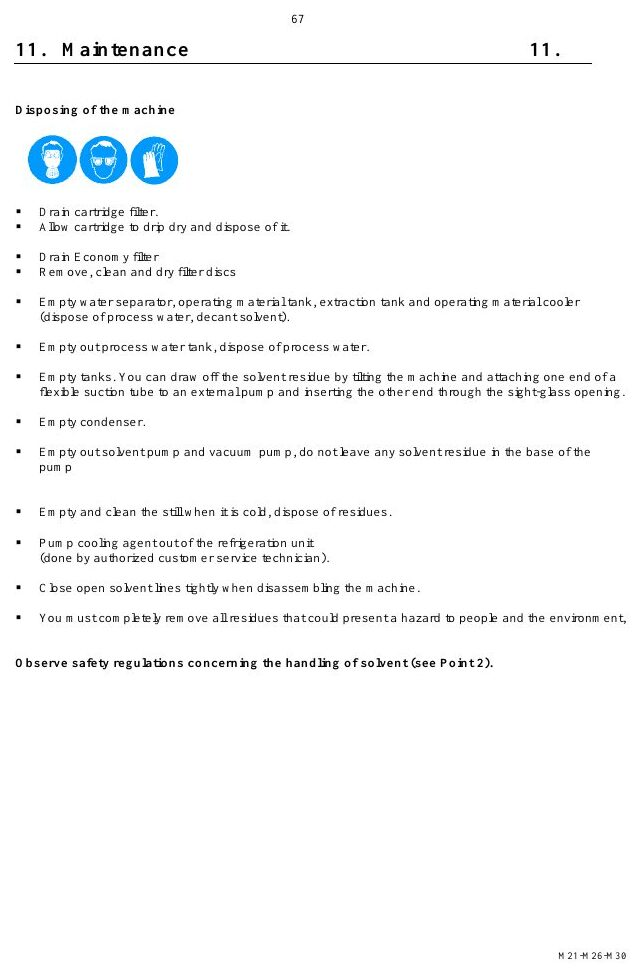 67
11. Maintenance 11.
Disposing of the machine
▪ Drain cartridge filter.
▪ Allow cartridge to drip dry and dispose of it.
▪ Drain Economy filter
▪ Remove, clean and dry filter discs
▪ Empty water separator, operating material tank, extraction tank and operating material cooler
(dispose of process water, decant solvent).
▪ Empty out process water tank, dispose of process water.
▪ Empty tanks. You can draw off the solvent residue by tilting the machine and attaching one end of a
flexible suction tube to an external pump and inserting the other end through the sight-glass opening.
▪ Empty condenser.
▪ Empty out solvent pump and vacuum pump, do not leave any solvent residue in the base of the
pump
▪ Empty and clean the still when it is cold, dispose of residues.
▪ Pump cooling agent out of the refrigeration unit
(done by authorized customer service technician).
▪ Close open solvent lines tightly when disassembling the machine.
▪ You must completely remove all residues that could present a hazard to people and the environment,
Observe safety regulations concerning the handling of solvent (see Point 2).
M21-M26-M30